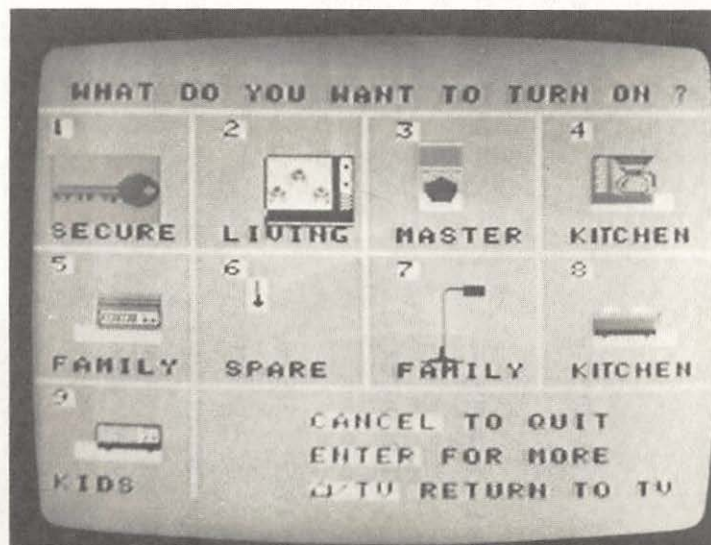 WHAT DO YOU WANT TO TURN ON ?
1 2 3 4
SECURE LIVING MASTER KITCHEN
5 6 7 8
FAMILY SPARE FAMILY KITCHEN
9
CANCEL TO QUIT
ENTER FOR MORE
KIDS
⌂/TV RETURN TO TV